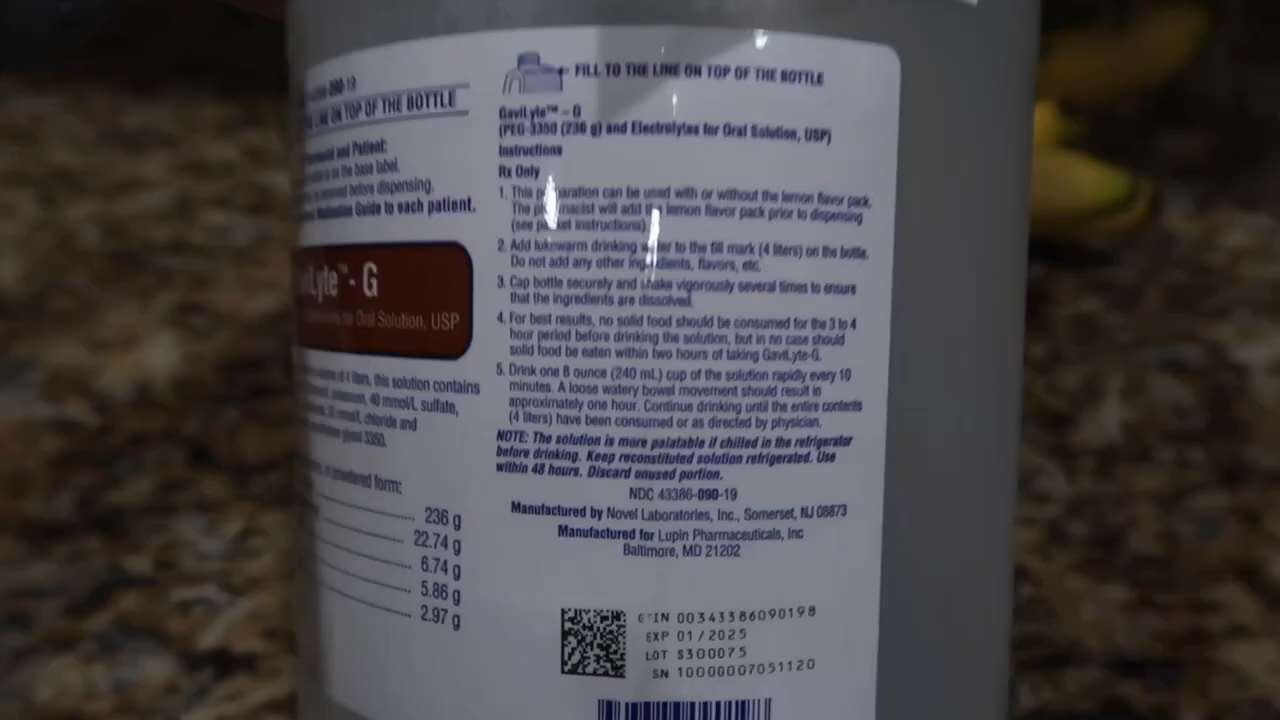 LINE ON TOP OF THE BOTTLE
and Patient:
the base label.
removed before dispensing.
Medication Guide to each patient.
Lyte™ - G
for Oral Solution, USP
liters, this solution contains
potassium, 40 mmol/L sulfate,
chloride and
3350.
powdered form:
236 g
22.74 g
6.74 g
5.86 g
2.97 g
FILL TO THE LINE ON TOP OF THE BOTTLE
GaviLyte™ - G
(PEG-3350 (236 g) and Electrolytes for Oral Solution, USP)
Instructions
Rx Only
1. This preparation can be used with or without the lemon flavor pack.
The pharmacist will add the lemon flavor pack prior to dispensing
(see packet instructions).
2. Add lukewarm drinking water to the fill mark (4 liters) on the bottle.
Do not add any other ingredients, flavors, etc.
3. Cap bottle securely and shake vigorously several times to ensure
that the ingredients are dissolved.
4. For best results, no solid food should be consumed for the 3 to 4
hour period before drinking the solution, but in no case should
solid food be eaten within two hours of taking GaviLyte-G.
5. Drink one 8 ounce (240 mL) cup of the solution rapidly every 10
minutes. A loose watery bowel movement should result in
approximately one hour. Continue drinking until the entire contents
(4 liters) have been consumed or as directed by physician.
NOTE: The solution is more palatable if chilled in the refrigerator
before drinking. Keep reconstituted solution refrigerated. Use
within 48 hours. Discard unused portion.
NDC 43386-090-19
Manufactured by Novel Laboratories, Inc., Somerset, NJ 08873
Manufactured for Lupin Pharmaceuticals, Inc
Baltimore, MD 21202
GTIN 00343386090198
EXP 01/2025
LOT S300075
SN 10000007051120